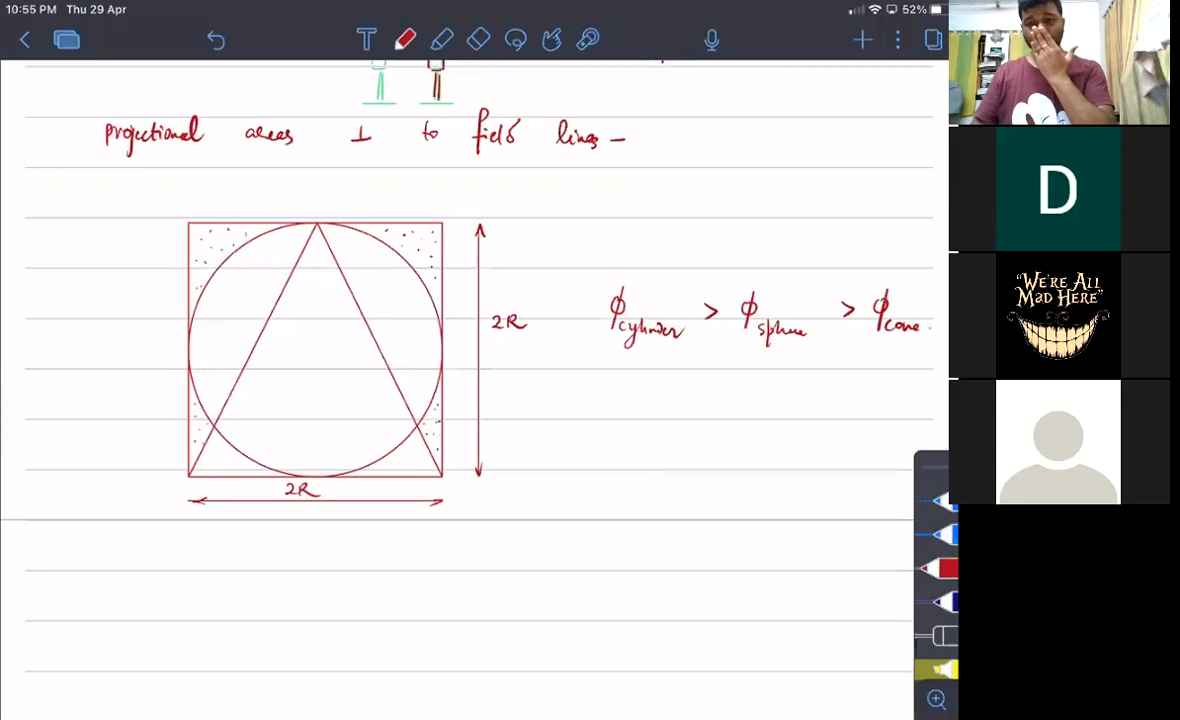 10:55 PM Thu 29 Apr
52%
T
projectional areas ⊥ to field lines –
2R
ϕcylinder > ϕsphere > ϕcone.
2R
D
"WE'RE ALL
MAD HERE"